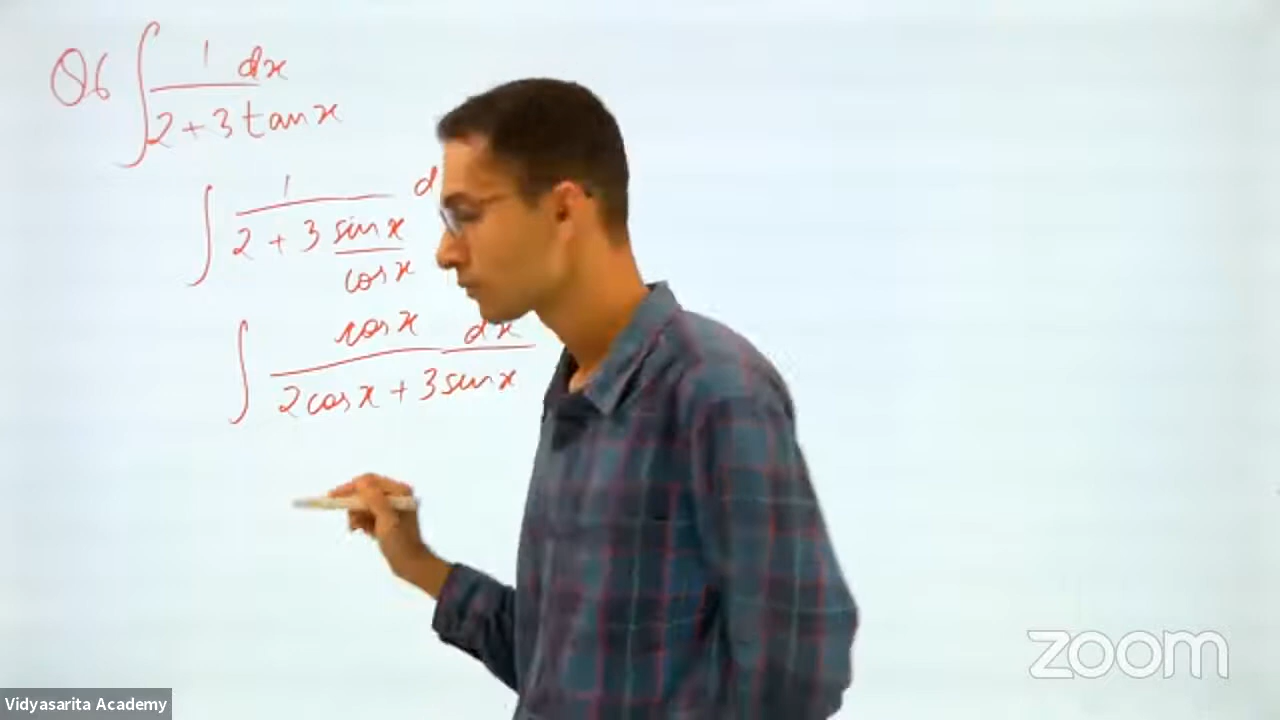 Q6 ∫ 1 dx / 2 + 3 tan x
∫ 1 / 2 + 3 sin x / cos x d
∫ cos x dx / 2 cos x + 3 sin x
zoom
Vidyasarita Academy